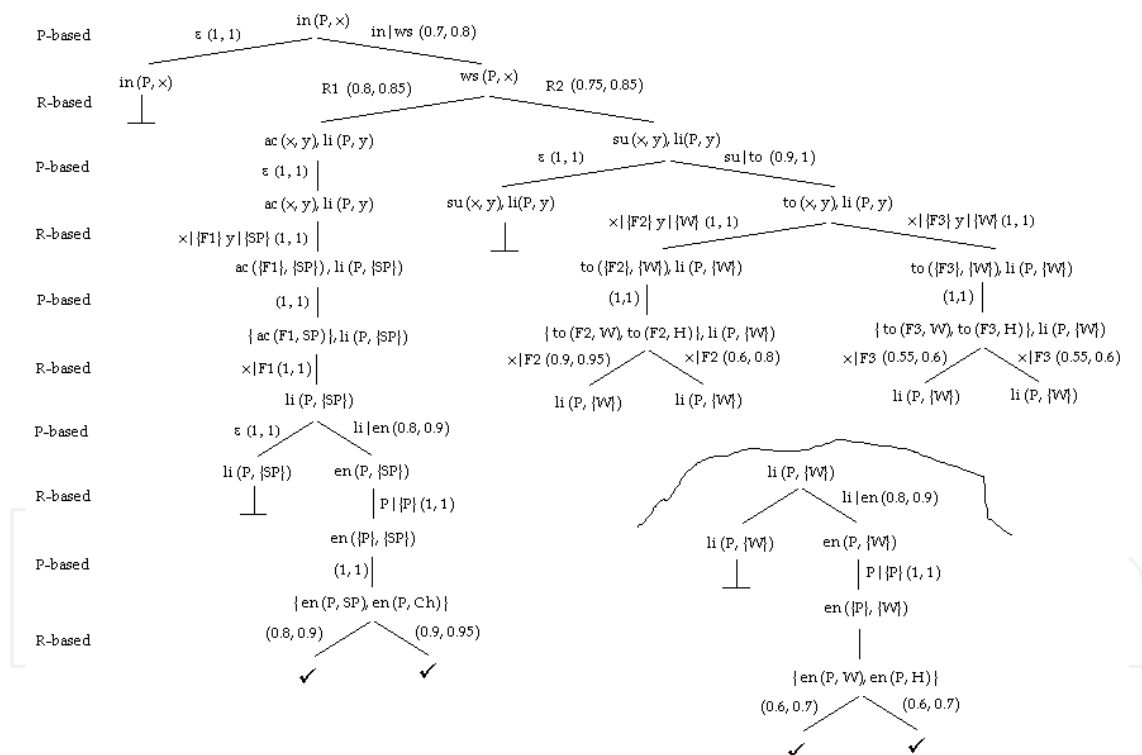 P-based
in (P, x)
ε (1, 1)
in|ws (0.7, 0.8)
in (P, x)
ws (P, x)
R-based
R1 (0.8, 0.85)
R2 (0.75, 0.85)
ac (x, y), li (P, y)
su (x, y), li(P, y)
P-based
ε (1, 1)
ε (1, 1)
su|to (0.9, 1)
ac (x, y), li (P, y)
su (x, y), li(P, y)
to (x, y), li (P, y)
R-based
x|{F1} y|{SP} (1, 1)
x|{F2} y|{W} (1, 1)
x|{F3} y|{W} (1, 1)
ac ({F1}, {SP}), li (P, {SP})
to ({F2}, {W}), li (P, {W})
to ({F3}, {W}), li (P, {W})
P-based
(1, 1)
(1,1)
(1,1)
{ ac (F1, SP)}, li (P, {SP})
{ to (F2, W), to (F2, H)}, li (P, {W})
{ to (F3, W), to (F3, H)}, li (P, {W})
R-based
x|F1 (1, 1)
x|F2 (0.9, 0.95)
x|F2 (0.6, 0.8)
x|F3 (0.55, 0.6)
x|F3 (0.55, 0.6)
li (P, {SP})
li (P, {W})
li (P, {W})
li (P, {W})
li (P, {W})
P-based
ε (1, 1)
li|en (0.8, 0.9)
li (P, {SP})
en (P, {SP})
li (P, {W})
R-based
P|{P} (1, 1)
li|en (0.8, 0.9)
en ({P}, {SP})
li (P, {W})
en (P, {W})
P-based
(1, 1)
P|{P} (1, 1)
{ en (P, SP), en (P, Ch)}
en ({P}, {W})
R-based
(0.8, 0.9)
(0.9, 0.95)
✓
✓
{ en (P, W), en (P, H)}
(0.6, 0.7)
(0.6, 0.7)
✓
✓